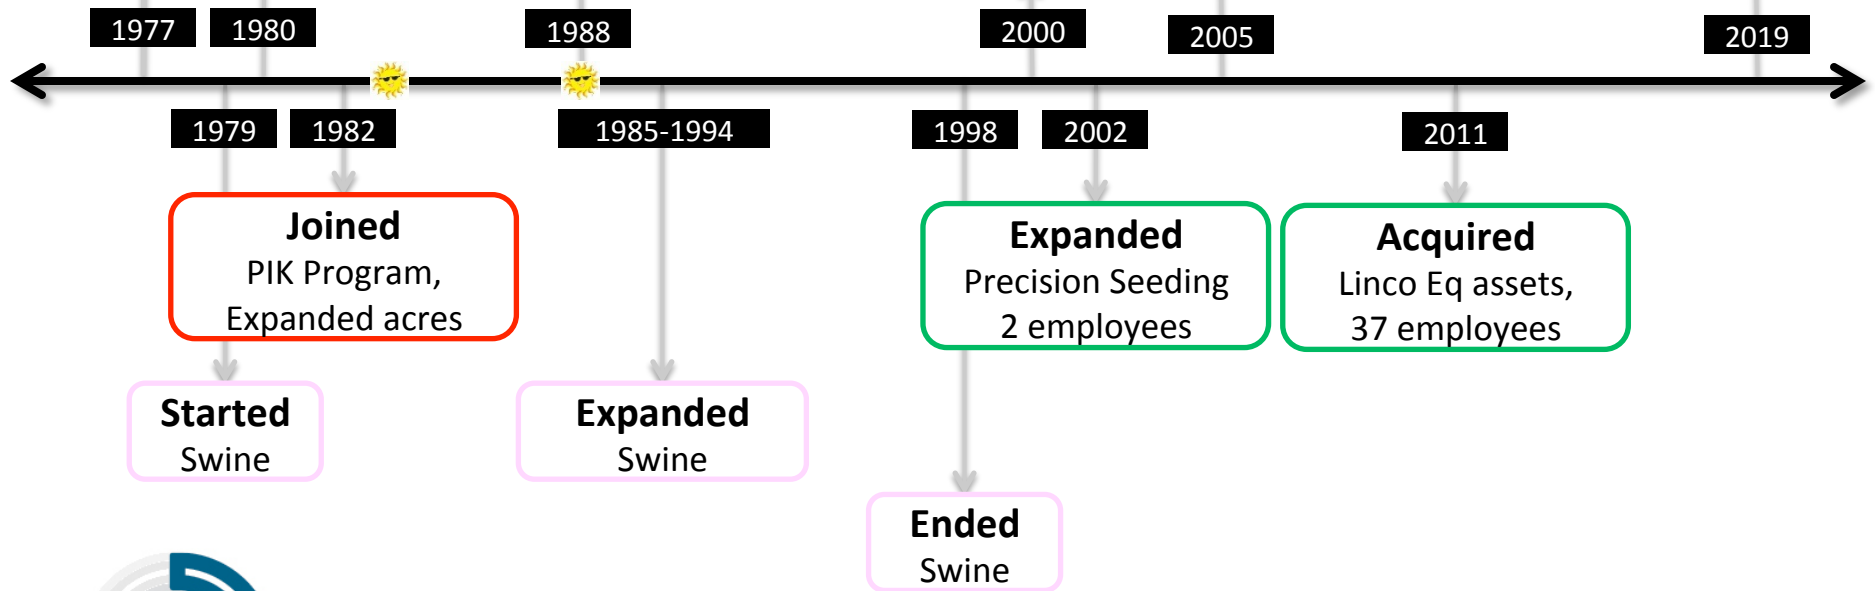 1977
1980
1988
2000
2005
2019
1979
1982
1985-1994
1998
2002
2011
Joined
PIK Program,
Expanded acres
Expanded
Precision Seeding
2 employees
Acquired
Linco Eq assets,
37 employees
Started
Swine
Expanded
Swine
Ended
Swine